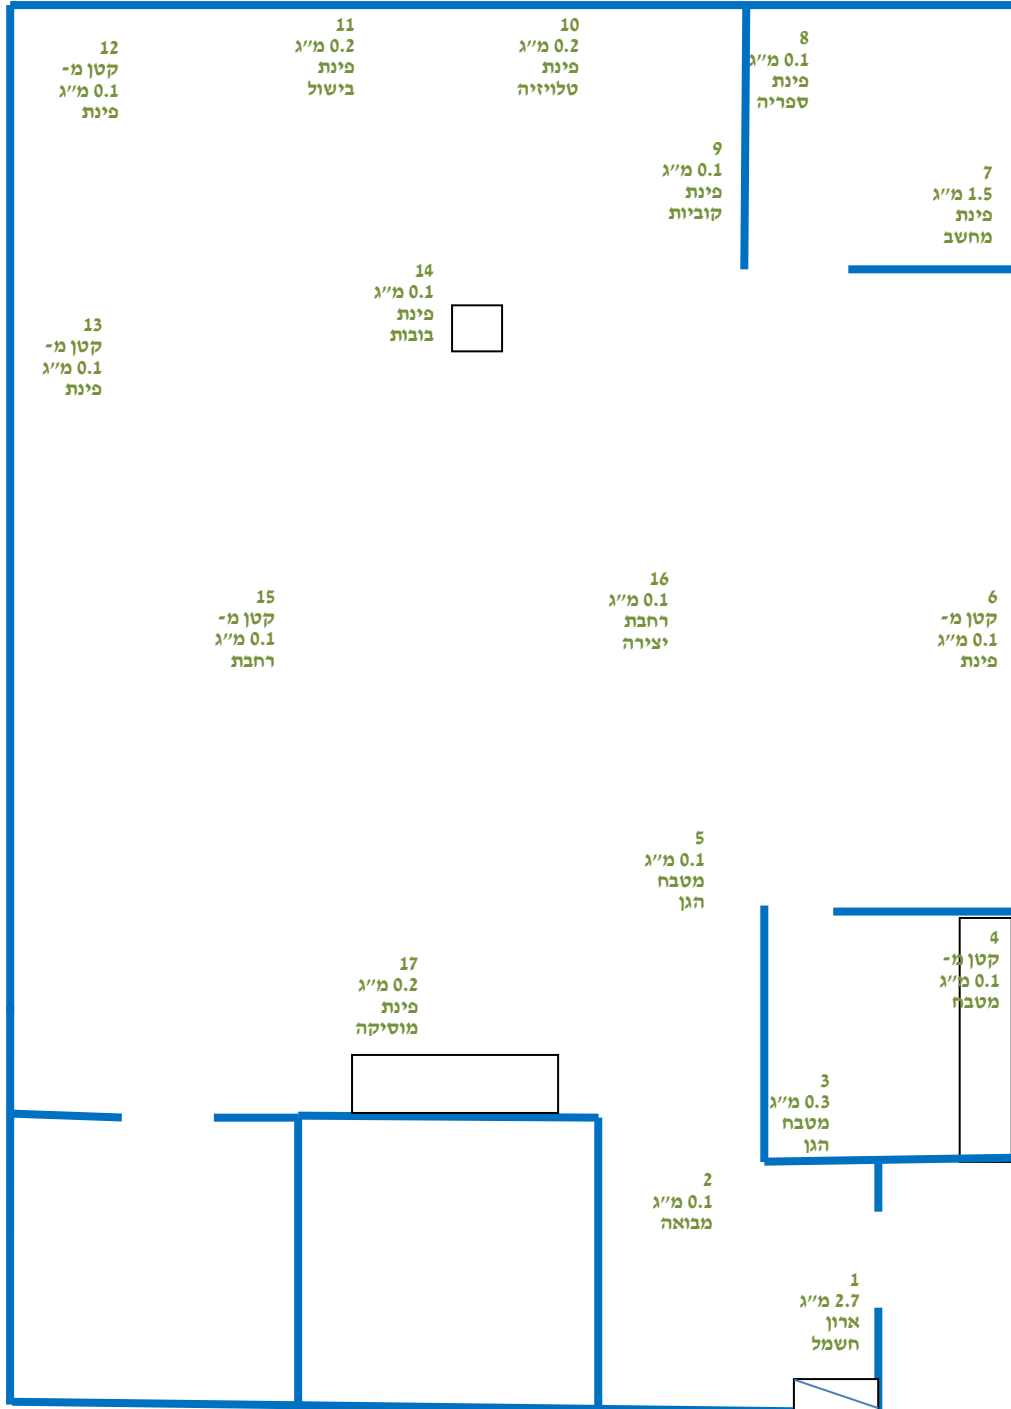 1
2.7 מ״ג
ארון
חשמל
2
0.1 מ״ג
מבואה
3
0.3 מ״ג
מטבח
הגן
4
קטן מ-
0.1 מ״ג
מטבח
5
0.1 מ״ג
מטבח
הגן
6
קטן מ-
0.1 מ״ג
פינת
7
1.5 מ״ג
פינת
מחשב
8
0.1 מ״ג
פינת
ספריה
9
0.1 מ״ג
פינת
קוביות
10
0.2 מ״ג
פינת
טלויזיה
11
0.2 מ״ג
פינת
בישול
12
קטן מ-
0.1 מ״ג
פינת
13
קטן מ-
0.1 מ״ג
פינת
14
0.1 מ״ג
פינת
בובות
15
קטן מ-
0.1 מ״ג
רחבת
16
0.1 מ״ג
רחבת
יצירה
17
0.2 מ״ג
פינת
מוסיקה